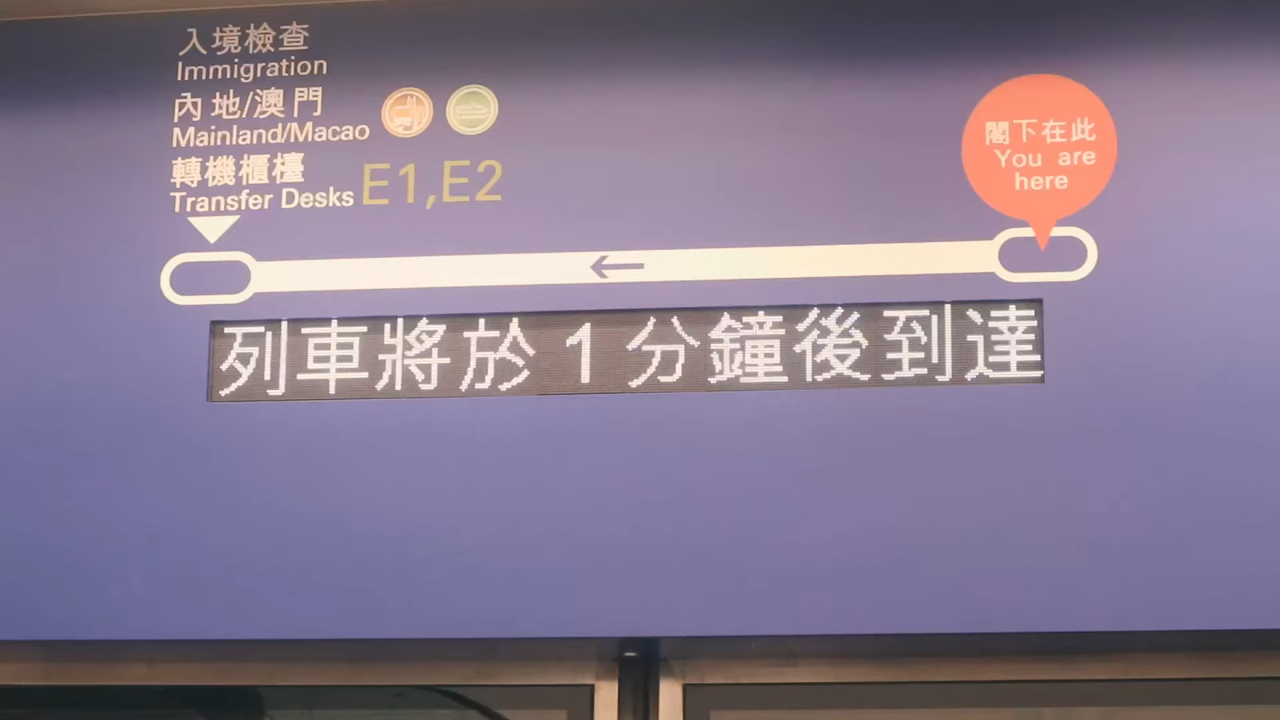 入境檢查
Immigration
內地/澳門
Mainland/Macao
轉機櫃檯
Transfer Desks E1,E2
閣下在此
You are
here
列車將於1分鐘後到達